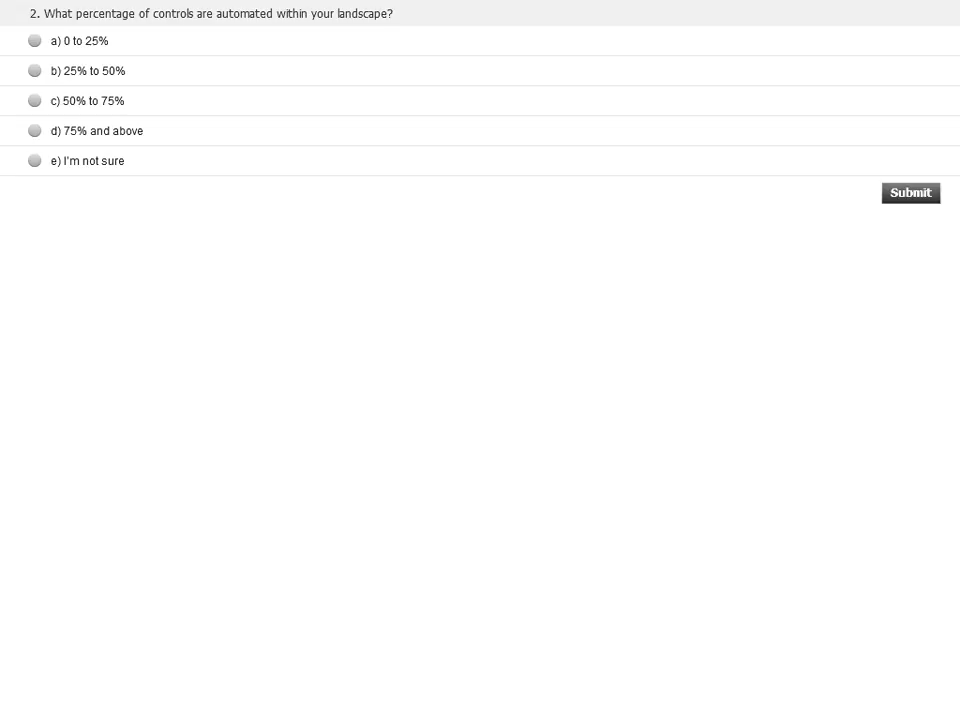 2. What percentage of controls are automated within your landscape?
a) 0 to 25%
b) 25% to 50%
c) 50% to 75%
d) 75% and above
e) I'm not sure
Submit